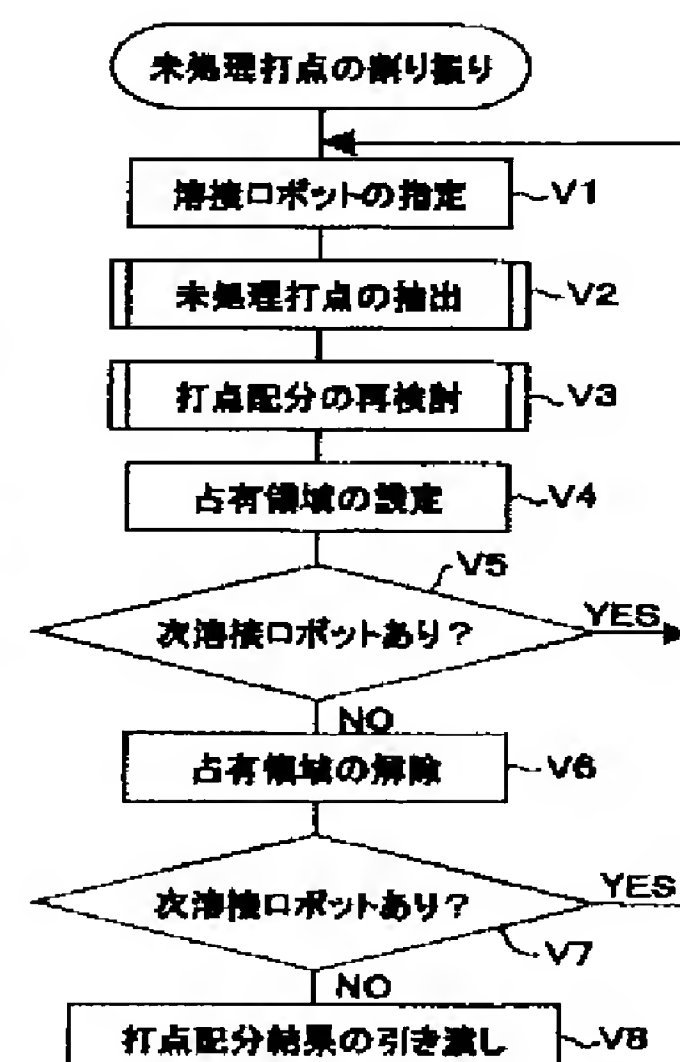 未処理打点の割り振り
溶接ロボットの指定 V1
未処理打点の抽出 V2
打点配分の再検討 V3
占有領域の設定 V4
V5
次溶接ロボットあり？ YES
NO
占有領域の解除 V6
次溶接ロボットあり？ YES
V7
NO
打点配分結果の引き渡し V8